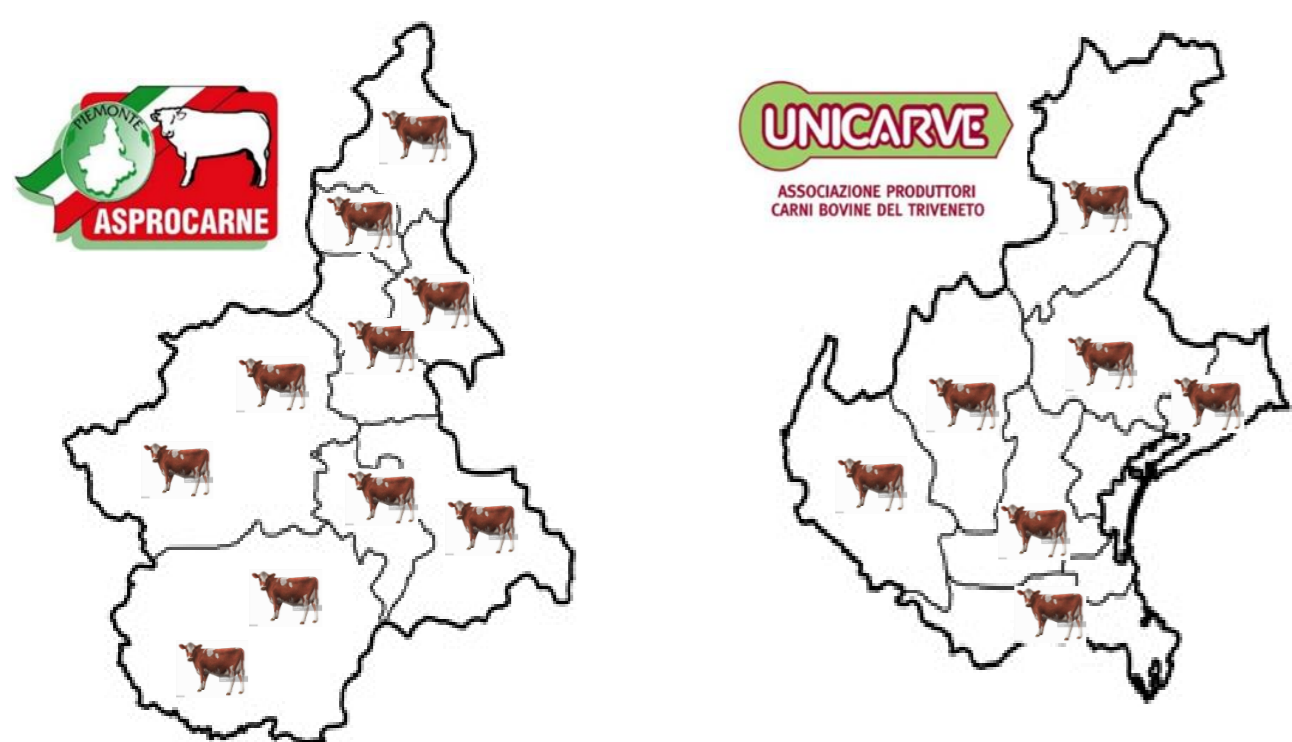 PIEMONTE
ASPROCARNE
UNICARVE
ASSOCIAZIONE PRODUTTORI
CARNI BOVINE DEL TRIVENETO